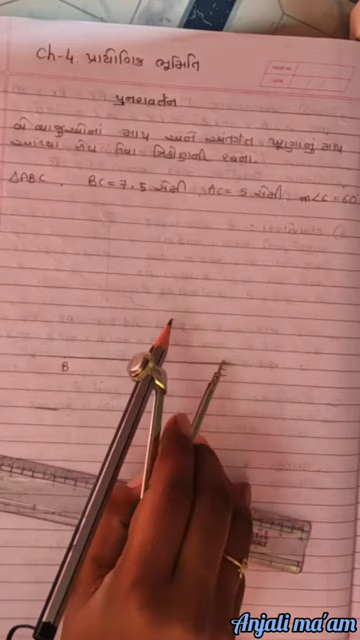 Ch-4 પ્રાયોગિક ભૂમિતિ
પુનરાવર્તન
બે બાજુઓનાં માપ અને અંતર્ગત ખૂણાનું માપ
આપ્યા હોય તેવા ત્રિકોણની રચના.
△ABC, BC = 7.5 સેમી, AC = 5 સેમી m∠C = 60
B
Anjali ma'am